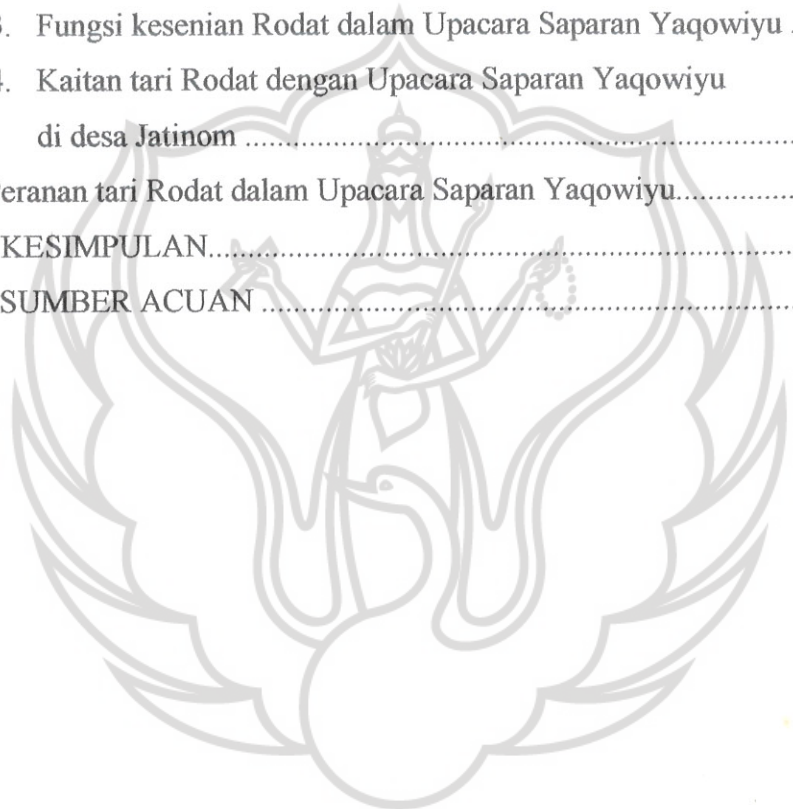 . Fungsi kesenian Rodat dalam Upacara Saparan Yaqowiyu .
. Kaitan tari Rodat dengan Upacara Saparan Yaqowiyu
di desa Jatinom ................................................................
eranan tari Rodat dalam Upacara Saparan Yaqowiyu..............
KESIMPULAN....................................................................
SUMBER ACUAN ..............................................................